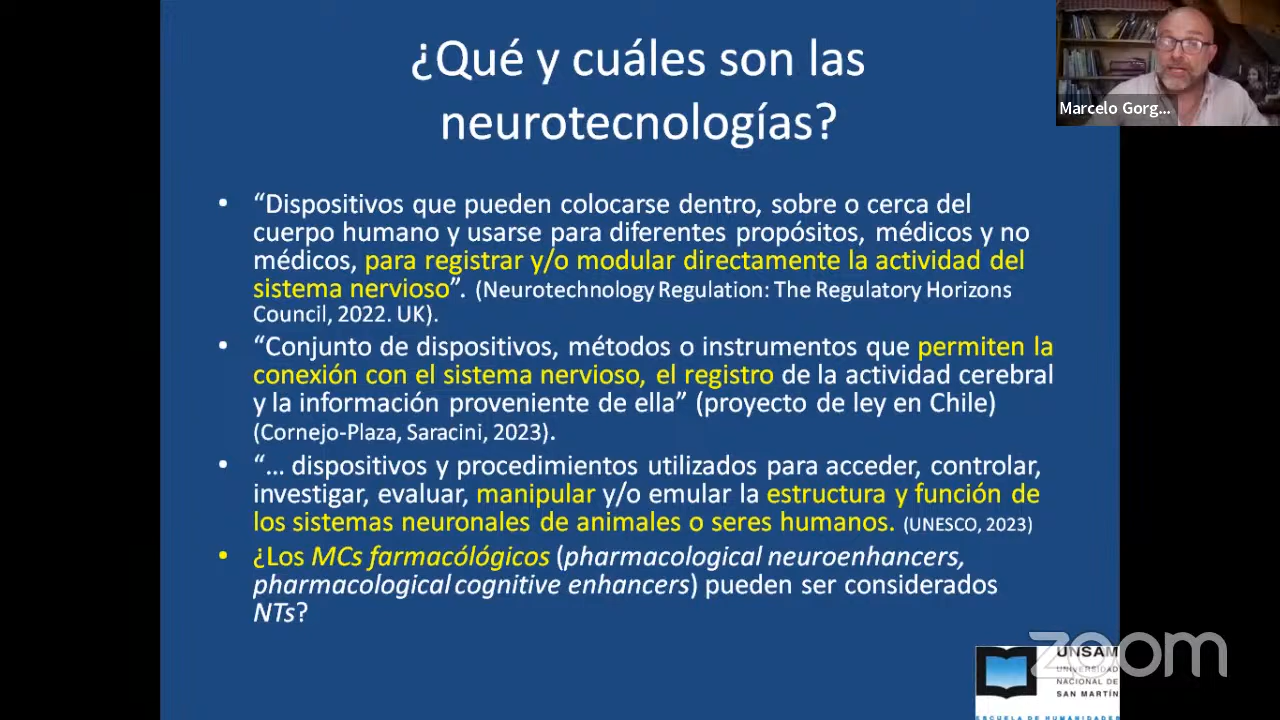 ¿Qué y cuáles son las
neurotecnologías?
Marcelo Gorg...
• “Dispositivos que pueden colocarse dentro, sobre o cerca del
cuerpo humano y usarse para diferentes propósitos, médicos y no
médicos, para registrar y/o modular directamente la actividad del
sistema nervioso”. (Neurotechnology Regulation: The Regulatory Horizons
Council, 2022. UK).
• “Conjunto de dispositivos, métodos o instrumentos que permiten la
conexión con el sistema nervioso, el registro de la actividad cerebral
y la información proveniente de ella” (proyecto de ley en Chile)
(Cornejo-Plaza, Saracini, 2023).
• “… dispositivos y procedimientos utilizados para acceder, controlar,
investigar, evaluar, manipular y/o emular la estructura y función de
los sistemas neuronales de animales o seres humanos. (UNESCO, 2023)
• ¿Los MCs farmacólógicos (pharmacological neuroenhancers,
pharmacological cognitive enhancers) pueden ser considerados
NTs?
zoom
UNSAM
UNIVERSIDAD
NACIONAL DE
SAN MARTÍN
ESCUELA DE HUMANIDADES